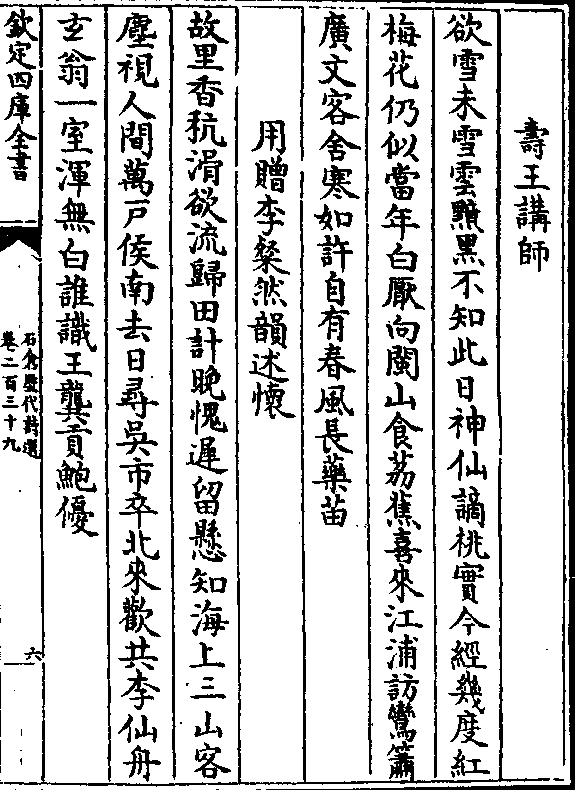 壽王講師
欲雪未雪雲黯黑不知此日神仙謫桃實今經幾度紅
梅花仍似當年白厭向閩山食荔蕉喜來江浦訪鸞簫
廣文客舍寒如許自有春風長藥苗
用贈李粲然韻述懷
故里香秔滑欲流歸田計晚愧遲留懸知海上三山客
塵視人間萬戶侯南去日尋吳市卒北來歡共李仙舟
玄翁一室渾無白誰識王龔貢鮑優
欽定四庫全書
石倉歷代詩選
卷二百三十九
六